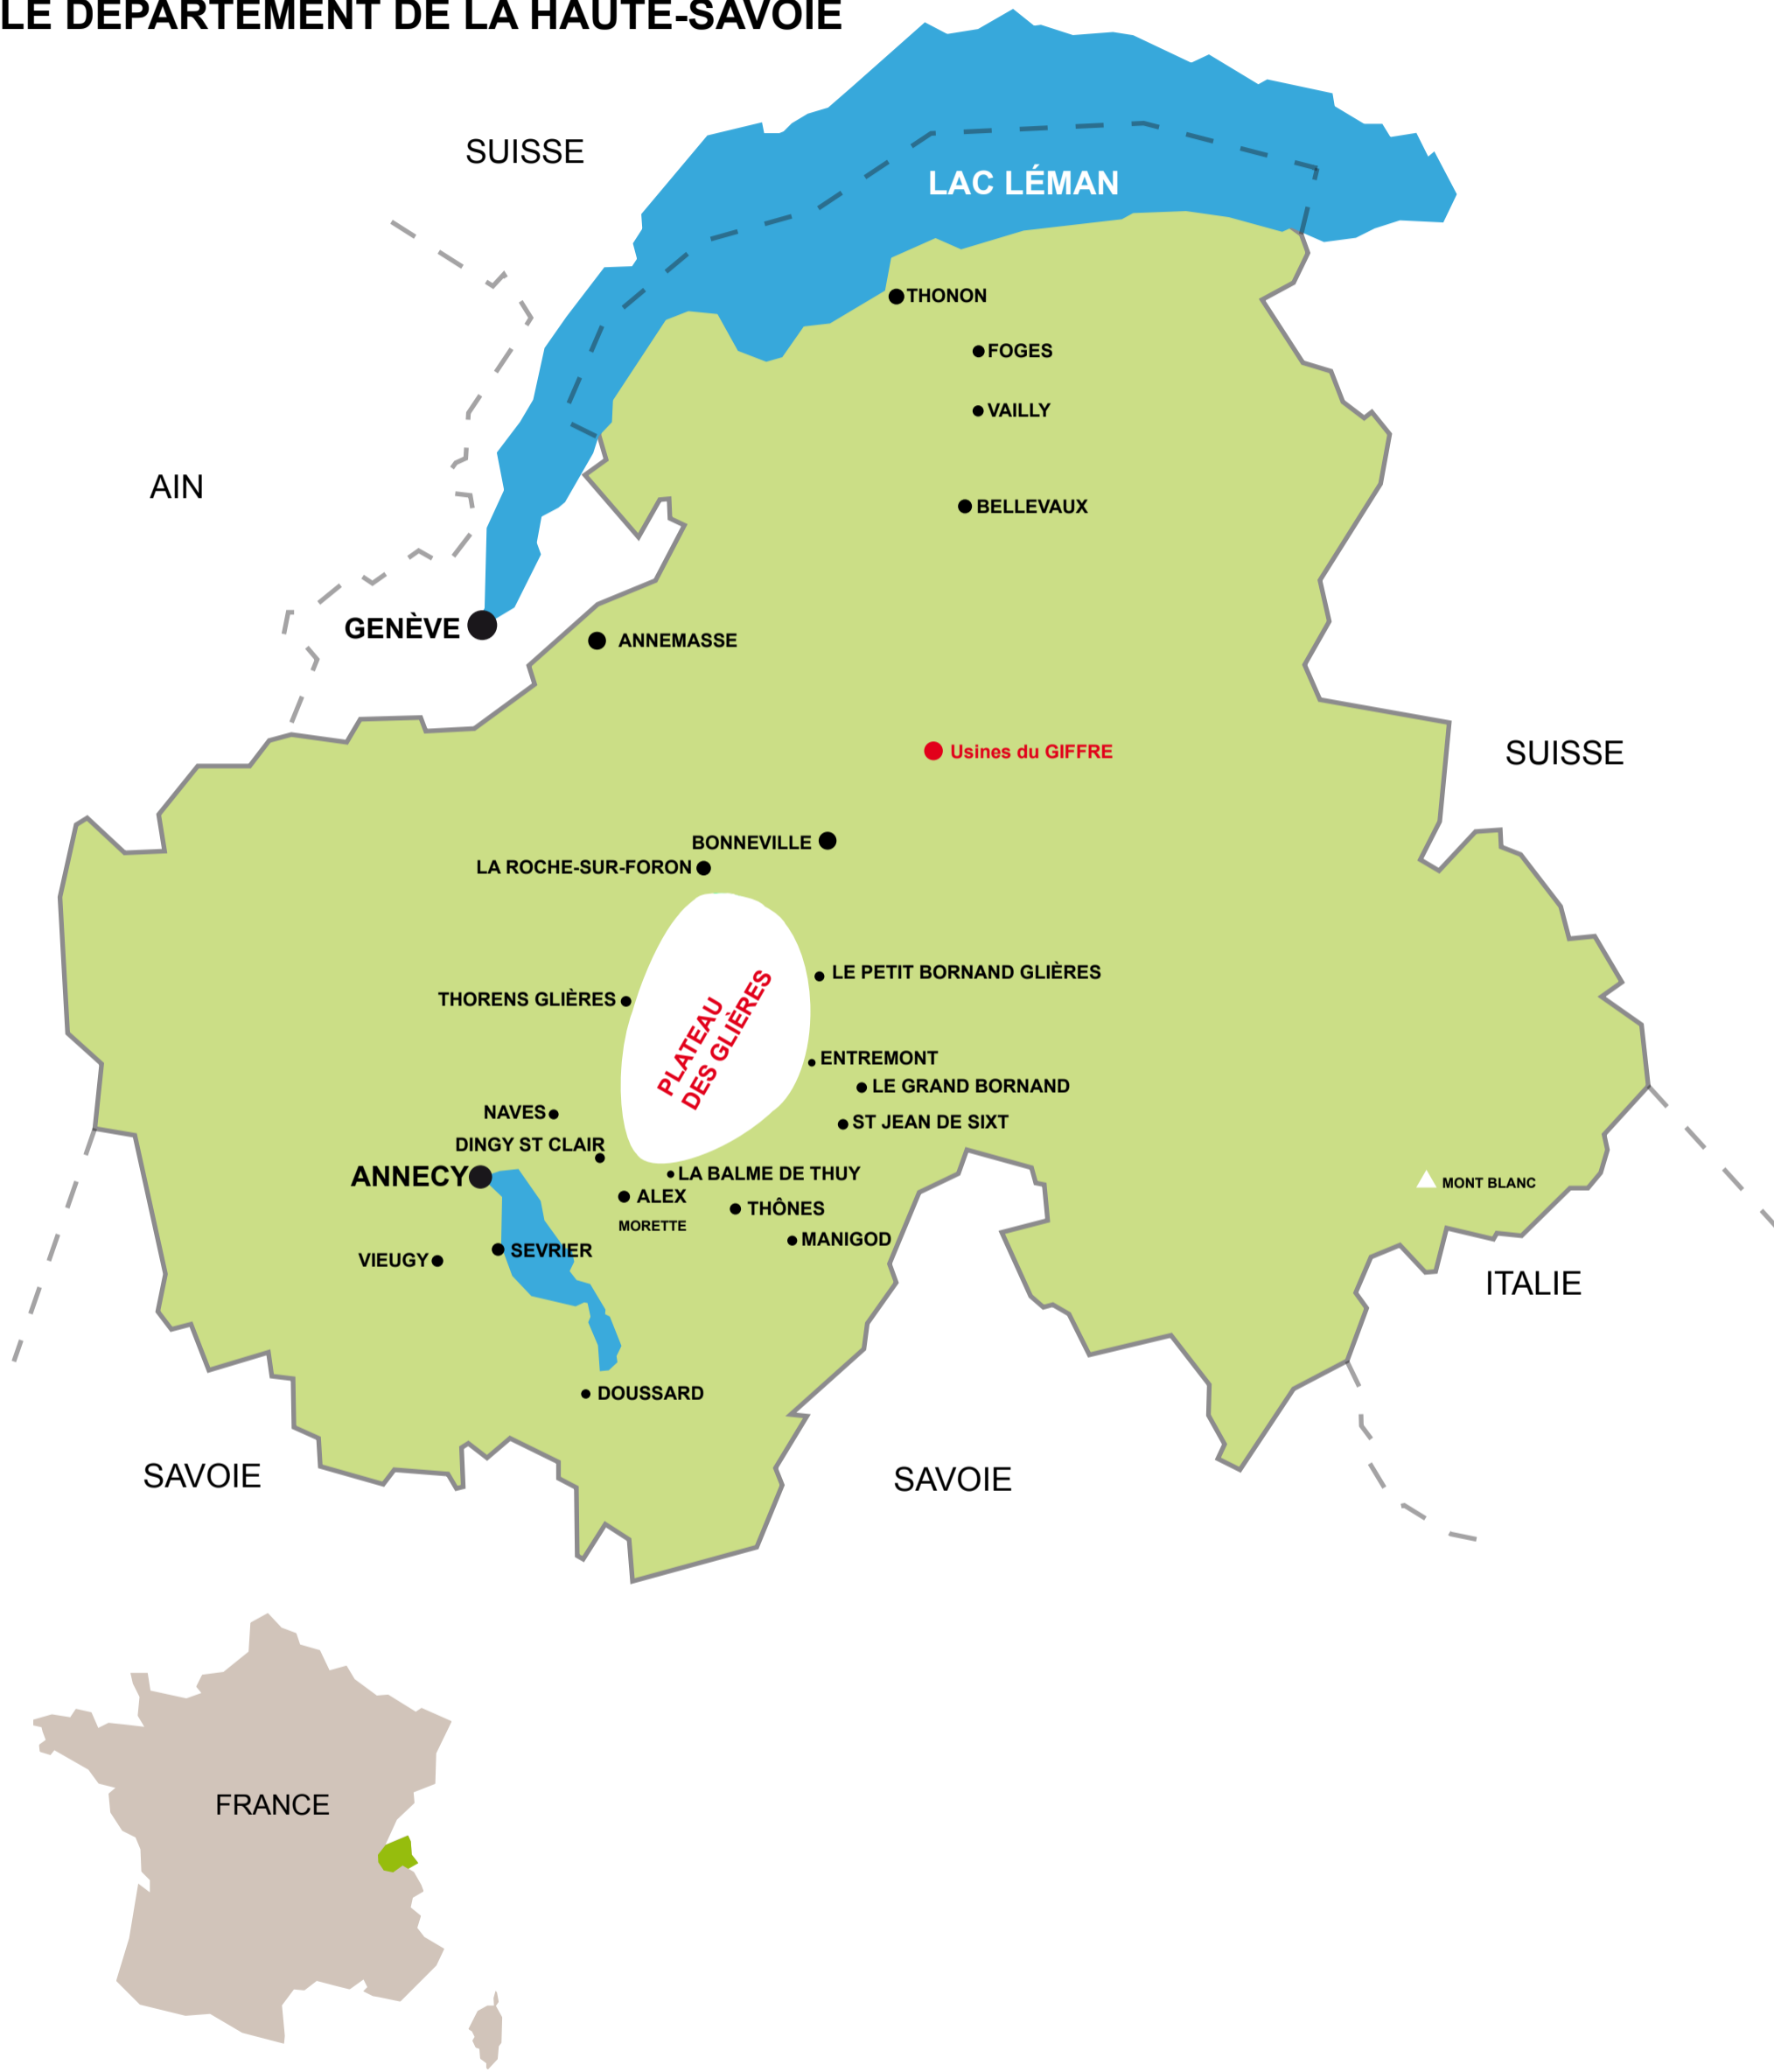 LE DEPARTEMENT DE LA HAUTE-SAVOIE
SUISSE
LAC LÉMAN
THONON
FOGES
VAILLY
AIN
BELLEVAUX
GENÈVE
ANNEMASSE
Usines du GIFFRE
SUISSE
BONNEVILLE
LA ROCHE-SUR-FORON
LE PETIT BORNAND GLIÈRES
THORENS GLIÈRES
PLATEAU
DES GLIÈRES
ENTREMONT
LE GRAND BORNAND
NAVES
ST JEAN DE SIXT
DINGY ST CLAIR
ANNECY
LA BALME DE THUY
MONT BLANC
ALEX
THÔNES
MORETTE
MANIGOD
SEVRIER
VIEUGY
ITALIE
DOUSSARD
SAVOIE
SAVOIE
FRANCE